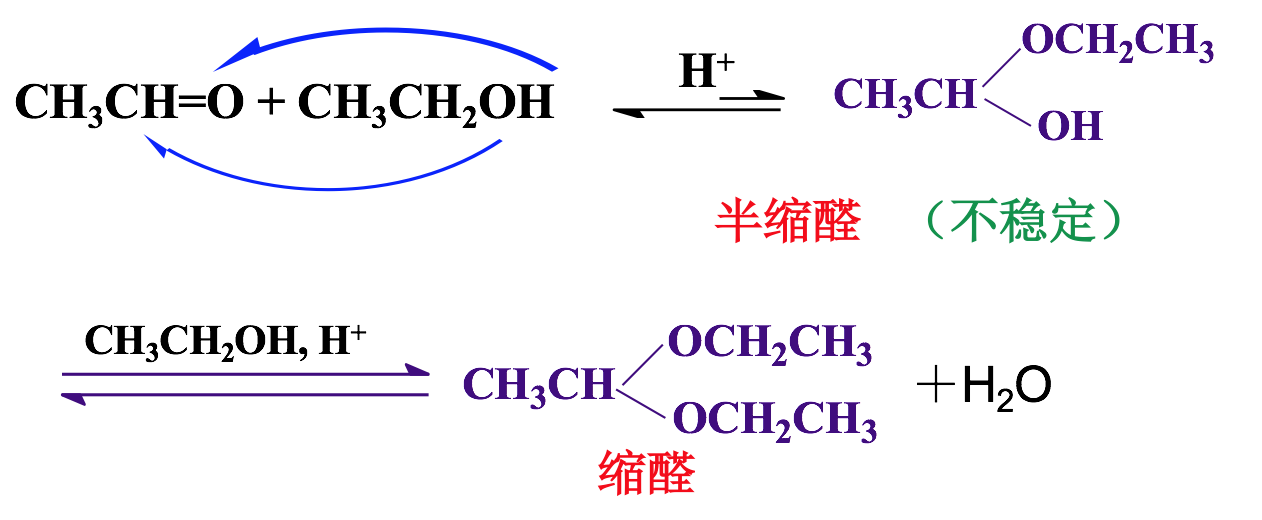 CH₃CH=O + CH₃CH₂OH
H⁺
OCH₂CH₃
CH₃CH
OH
半缩醛 （不稳定）
CH₃CH₂OH, H⁺
OCH₂CH₃
CH₃CH
OCH₂CH₃
+H₂O
缩醛